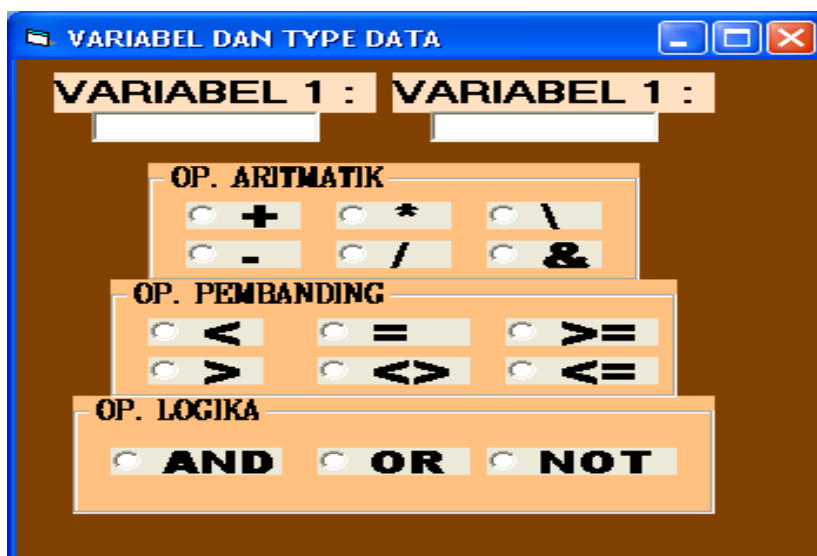 VARIABEL DAN TYPE DATA
VARIABEL 1 : VARIABEL 1 :
OP. ARITMATIK
+ * \
- / &
OP. PEMBANDING
< = >=
> <> <=
OP. LOGIKA
AND OR NOT